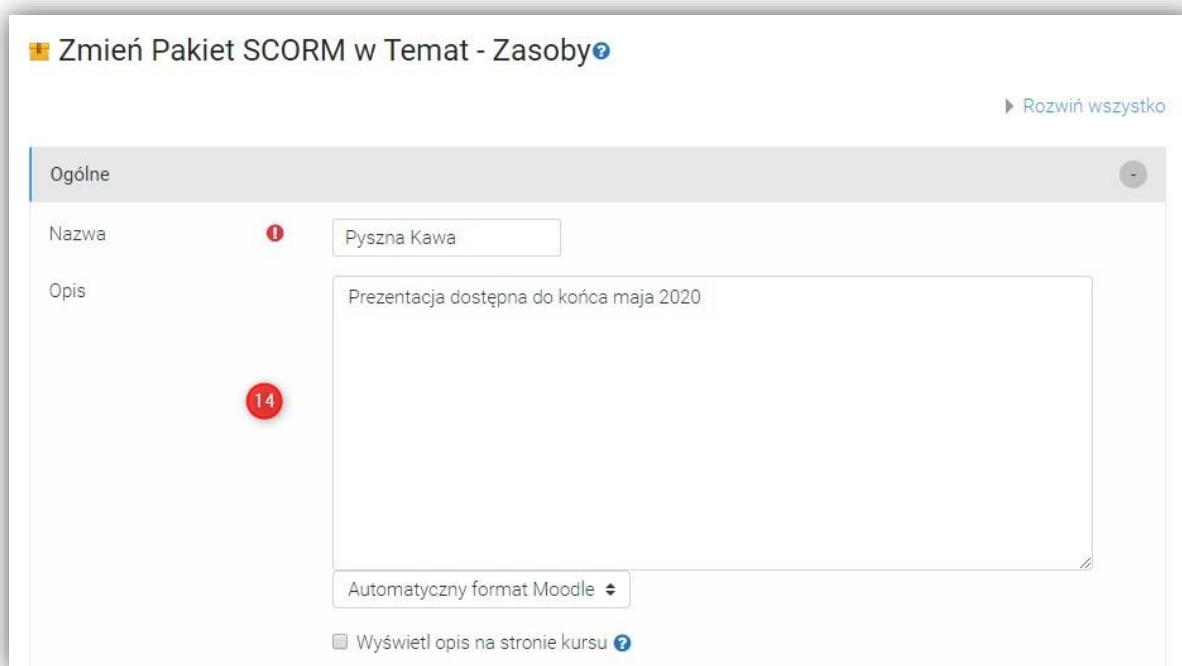 Zmień Pakiet SCORM w Temat - Zasoby
Rozwiń wszystko
Ogólne
Nazwa
Pyszna Kawa
Opis
Prezentacja dostępna do końca maja 2020
14
Automatyczny format Moodle
Wyświetl opis na stronie kursu